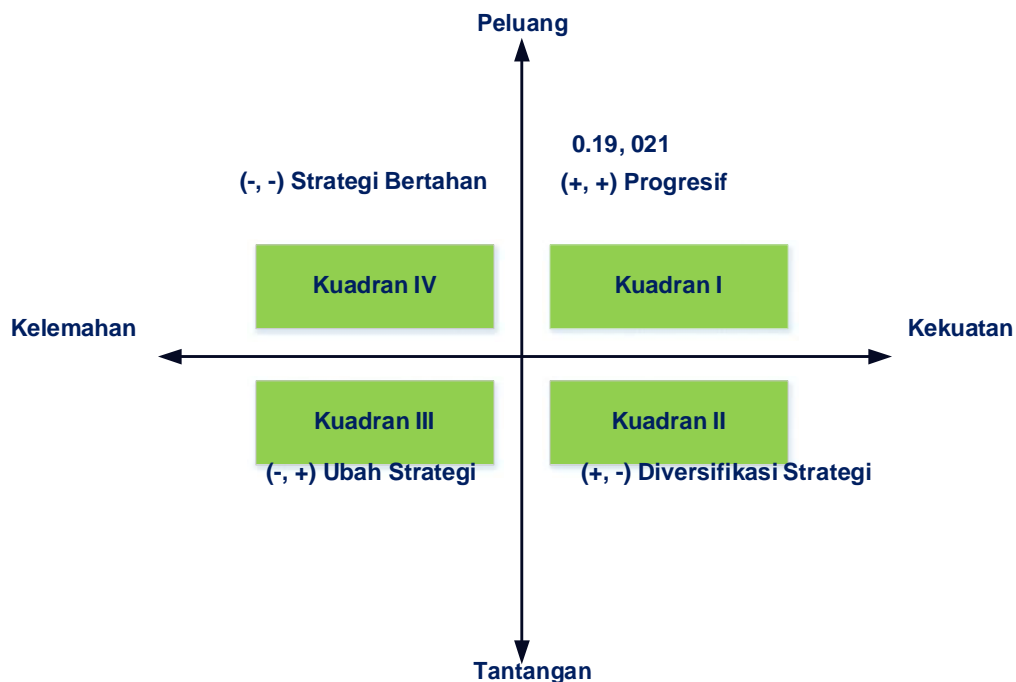 Peluang
0.19, 021
(-, -) Strategi Bertahan
(+, +) Progresif
Kuadran IV
Kuadran I
Kelemahan
Kekuatan
Kuadran III
Kuadran II
(-, +) Ubah Strategi
(+, -) Diversifikasi Strategi
Tantangan